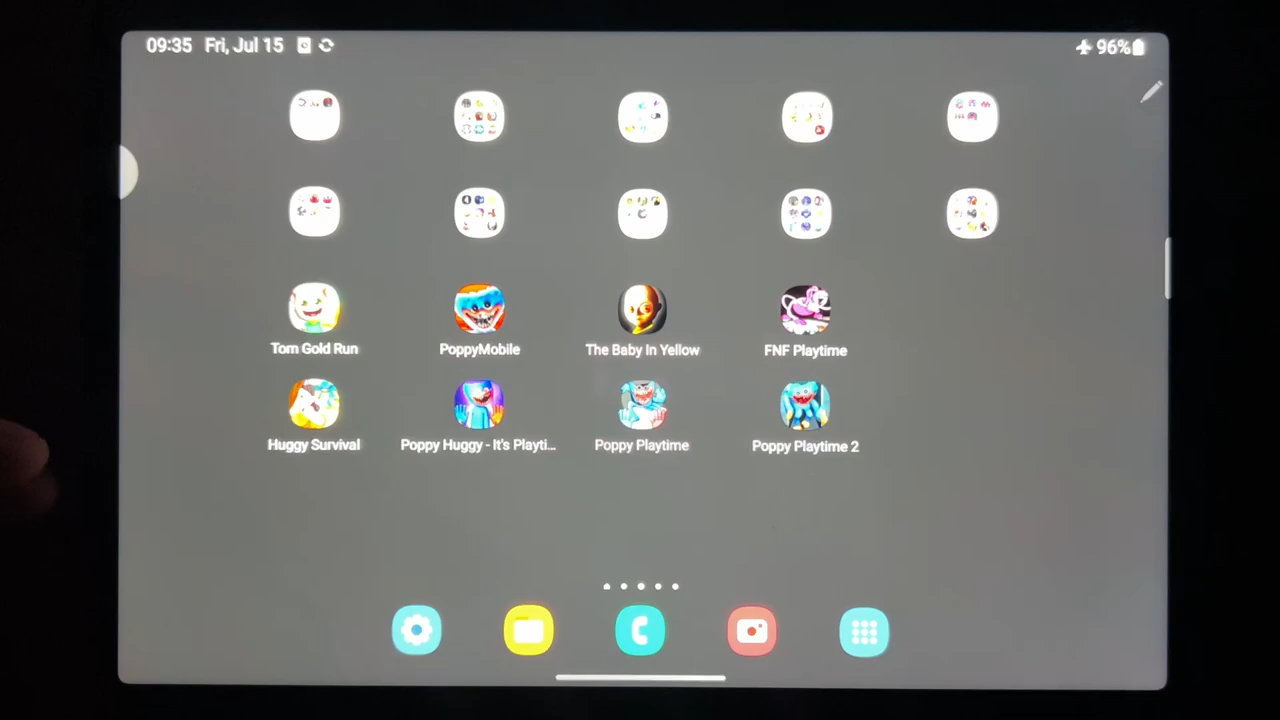 09:35 Fri, Jul 15
96%
Tom Gold Run
PoppyMobile
The Baby In Yellow
FNF Playtime
Huggy Survival
Poppy Huggy - It's Playti...
Poppy Playtime
Poppy Playtime 2